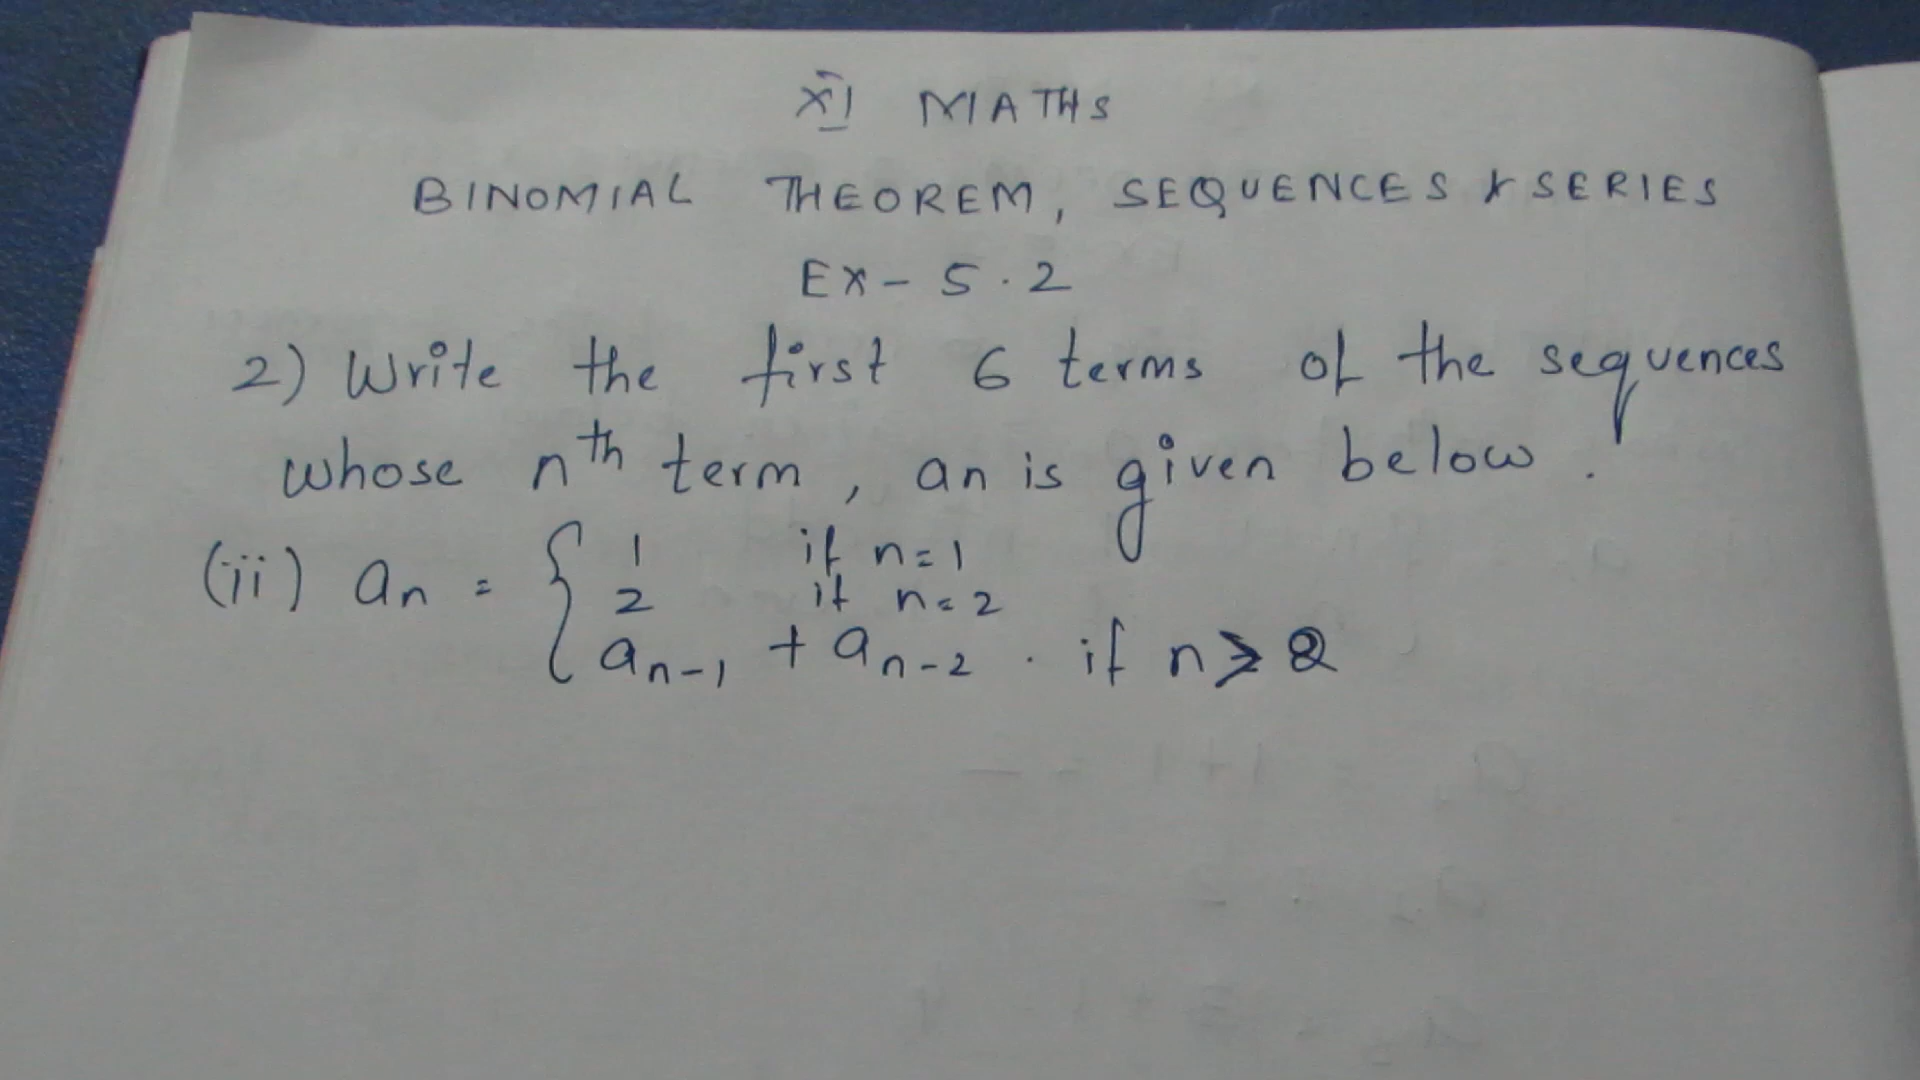 XI MATHS
BINOMIAL THEOREM, SEQUENCES & SERIES
EX - 5.2
2) Write the first 6 terms of the sequences
whose nth term, an is given below.
(ii) an = { 1 if n=1
2 if n=2
an-1 + an-2 . if n > 2